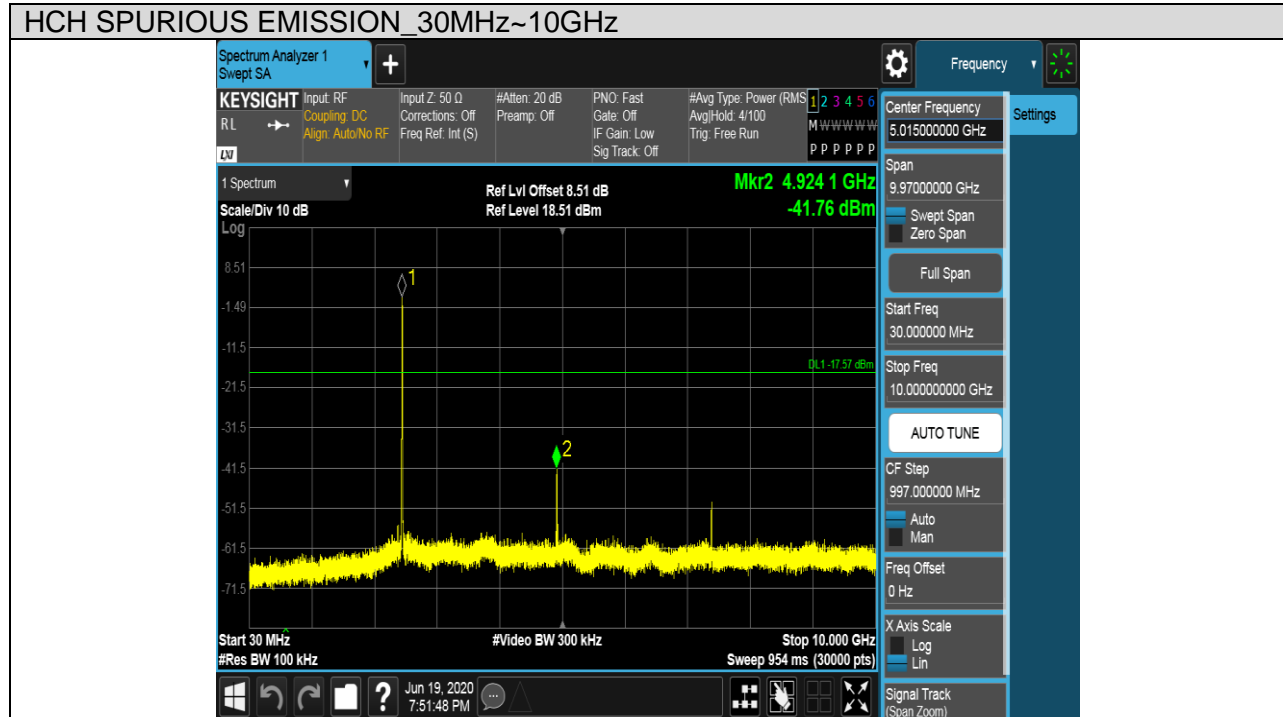 HCH SPURIOUS EMISSION_30MHz~10GHz
Spectrum Analyzer 1
Swept SA
+
Frequency
KEYSIGHT
RL
LXI
Input: RF
Coupling: DC
Align: Auto/No RF
Input Z: 50 Ω
Corrections: Off
Freq Ref: Int (S)
#Atten: 20 dB
Preamp: Off
PNO: Fast
Gate: Off
IF Gain: Low
Sig Track: Off
#Avg Type: Power (RMS
Avg|Hold: 4/100
Trig: Free Run
1 2 3 4 5 6
M W W W W W
P P P P P P
1 Spectrum
Scale/Div 10 dB
Log
Ref Lvl Offset 8.51 dB
Ref Level 18.51 dBm
Mkr2 4.924 1 GHz
-41.76 dBm
8.51
-1.49
-11.5
-21.5
-31.5
-41.5
-51.5
-61.5
-71.5
1
2
DL1 -17.57 dBm
Start 30 MHz
#Res BW 100 kHz
#Video BW 300 kHz
Stop 10.000 GHz
Sweep 954 ms (30000 pts)
?
Jun 19, 2020
7:51:48 PM
Center Frequency
5.015000000 GHz
Settings
Span
9.97000000 GHz
Swept Span
Zero Span
Full Span
Start Freq
30.000000 MHz
Stop Freq
10.000000000 GHz
AUTO TUNE
CF Step
997.000000 MHz
Auto
Man
Freq Offset
0 Hz
X Axis Scale
Log
Lin
Signal Track
(Span Zoom)